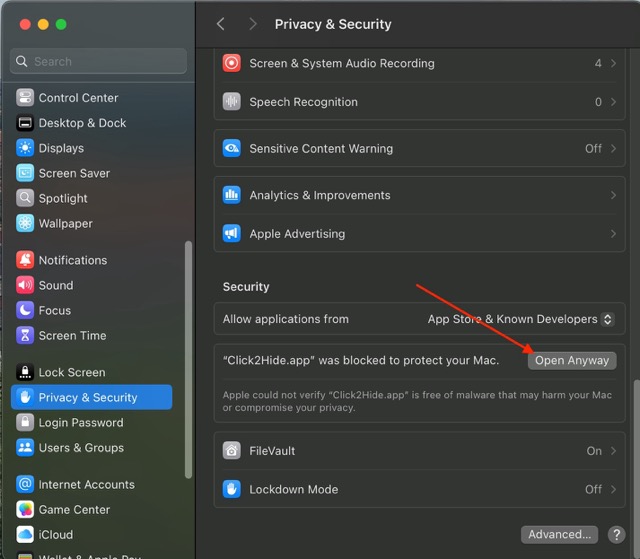 Privacy & Security
Search
Control Center
Desktop & Dock
Displays
Screen Saver
Spotlight
Wallpaper
Notifications
Sound
Focus
Screen Time
Lock Screen
Privacy & Security
Login Password
Users & Groups
Internet Accounts
Game Center
iCloud
Wallet & Apple Pay
Screen & System Audio Recording 4
Speech Recognition 0
Sensitive Content Warning Off
Analytics & Improvements
Apple Advertising
Security
Allow applications from App Store & Known Developers
“Click2Hide.app” was blocked to protect your Mac. Open Anyway
Apple could not verify “Click2Hide.app” is free of malware that may harm your Mac
or compromise your privacy.
FileVault On
Lockdown Mode Off
Advanced... ?